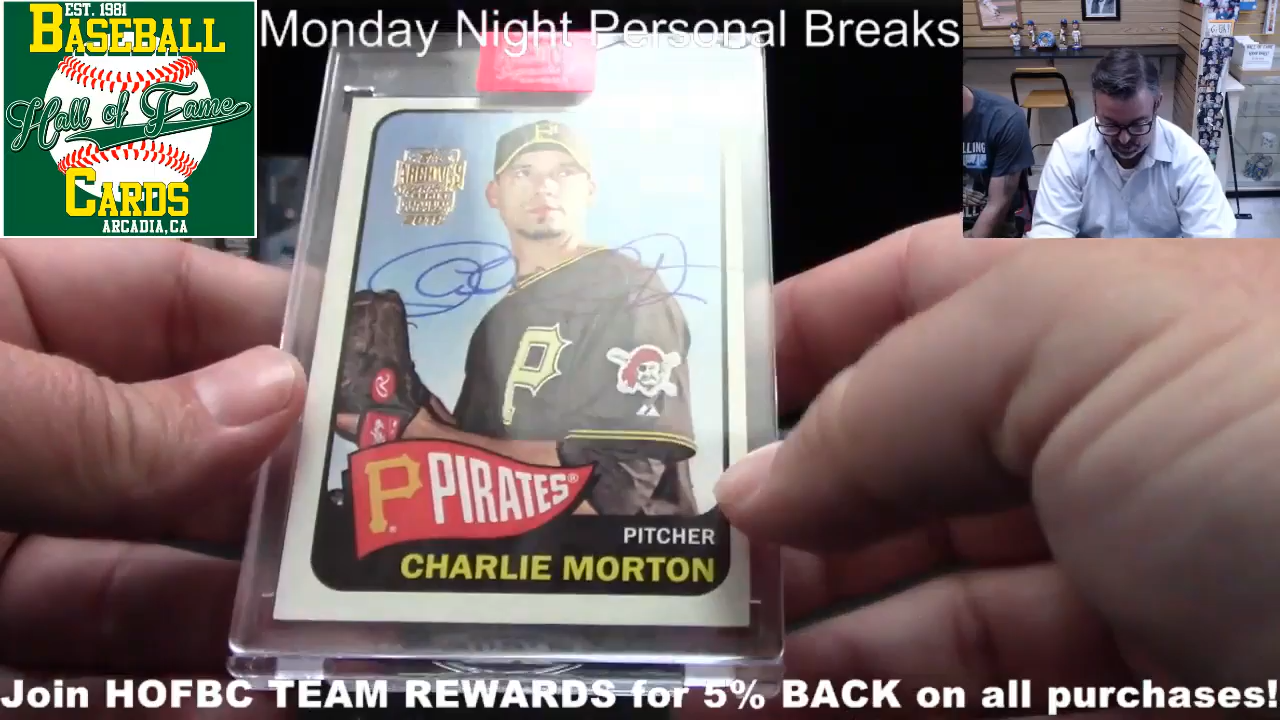 EST. 1981
BASEBALL
Hall of Fame
CARDS
ARCADIA, CA
Monday Night Personal Breaks
ARCHIVES
P
P PIRATES®
PITCHER
CHARLIE MORTON
Join HOFBC TEAM REWARDS for 5% BACK on all purchases!